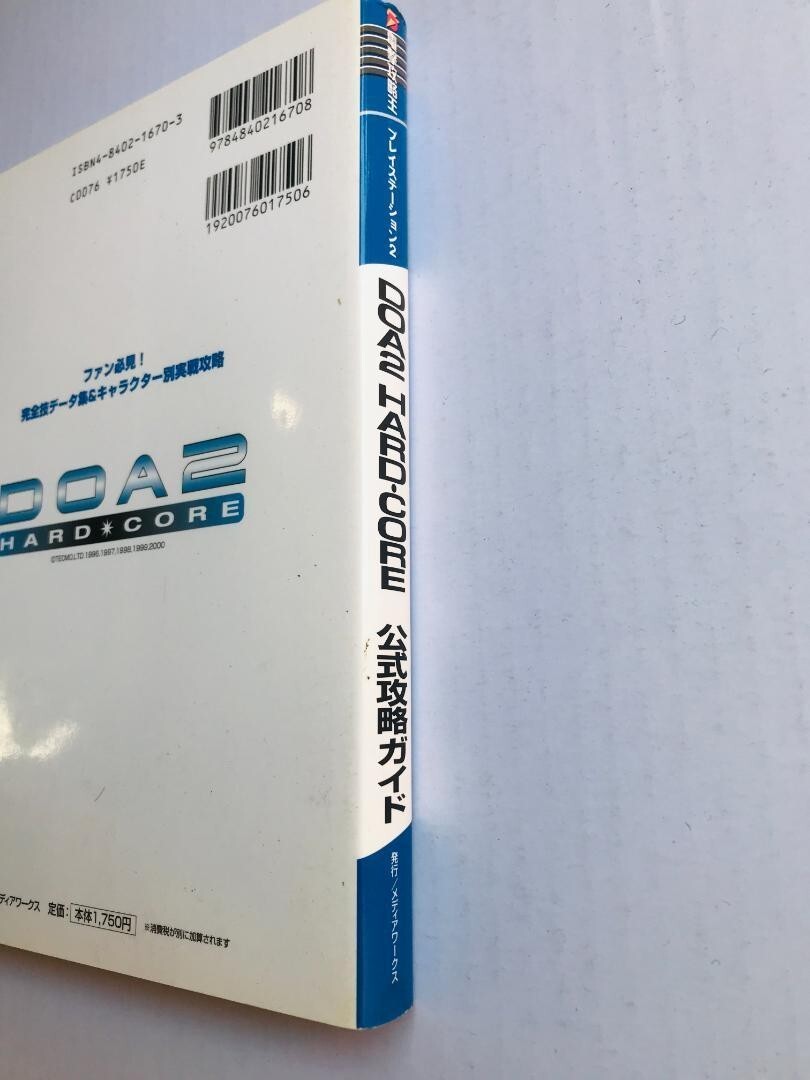 9784840216708
ISBN4-8402-1670-3
C0076 ¥1750E
1920076017506
ファン必見！
完全技データ集&キャラクター別実戦攻略
DOA2
HARD*CORE
©TECMO,LTD.1996,1997,1998,1999,2000
ディアワークス 定価：本体1,750円 ※消費税が別に加算されます
プレイステーション2
DOA2 HARD・CORE 公式攻略ガイド
発行/メディアワークス